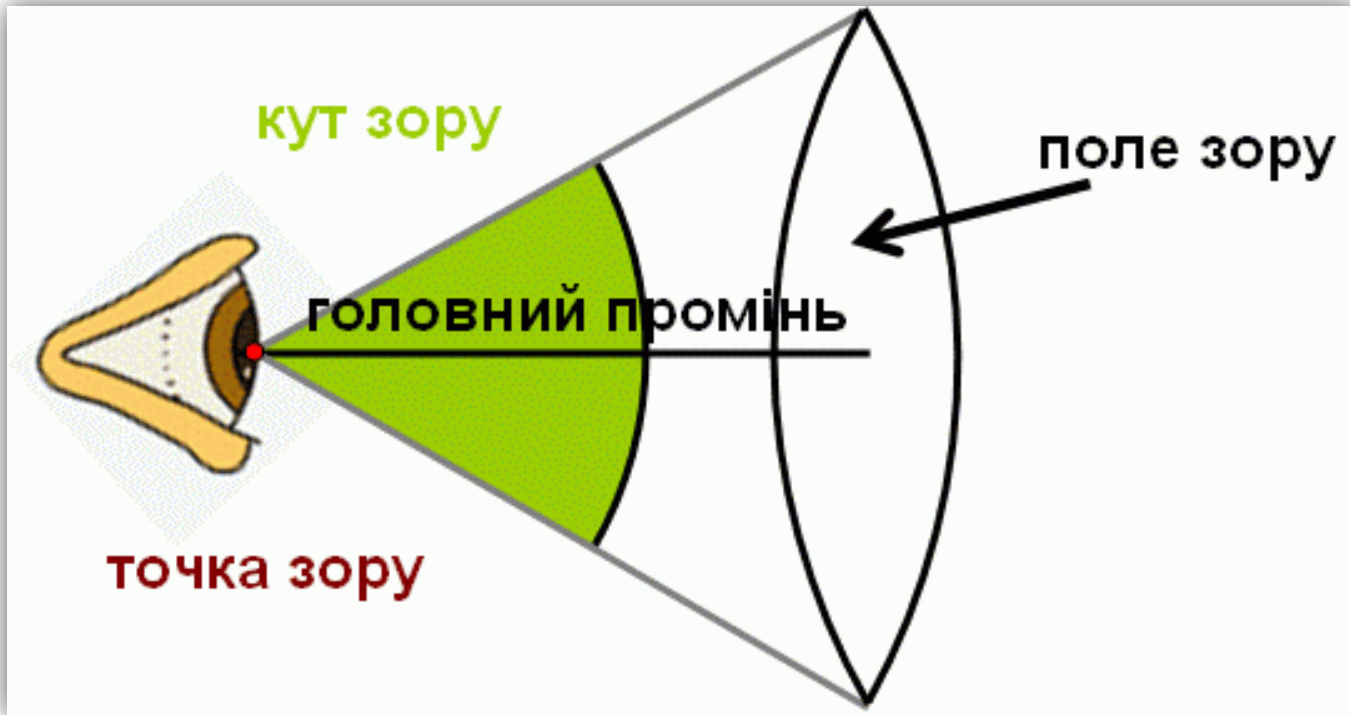 кут зору
поле зору
головний промінь
точка зору